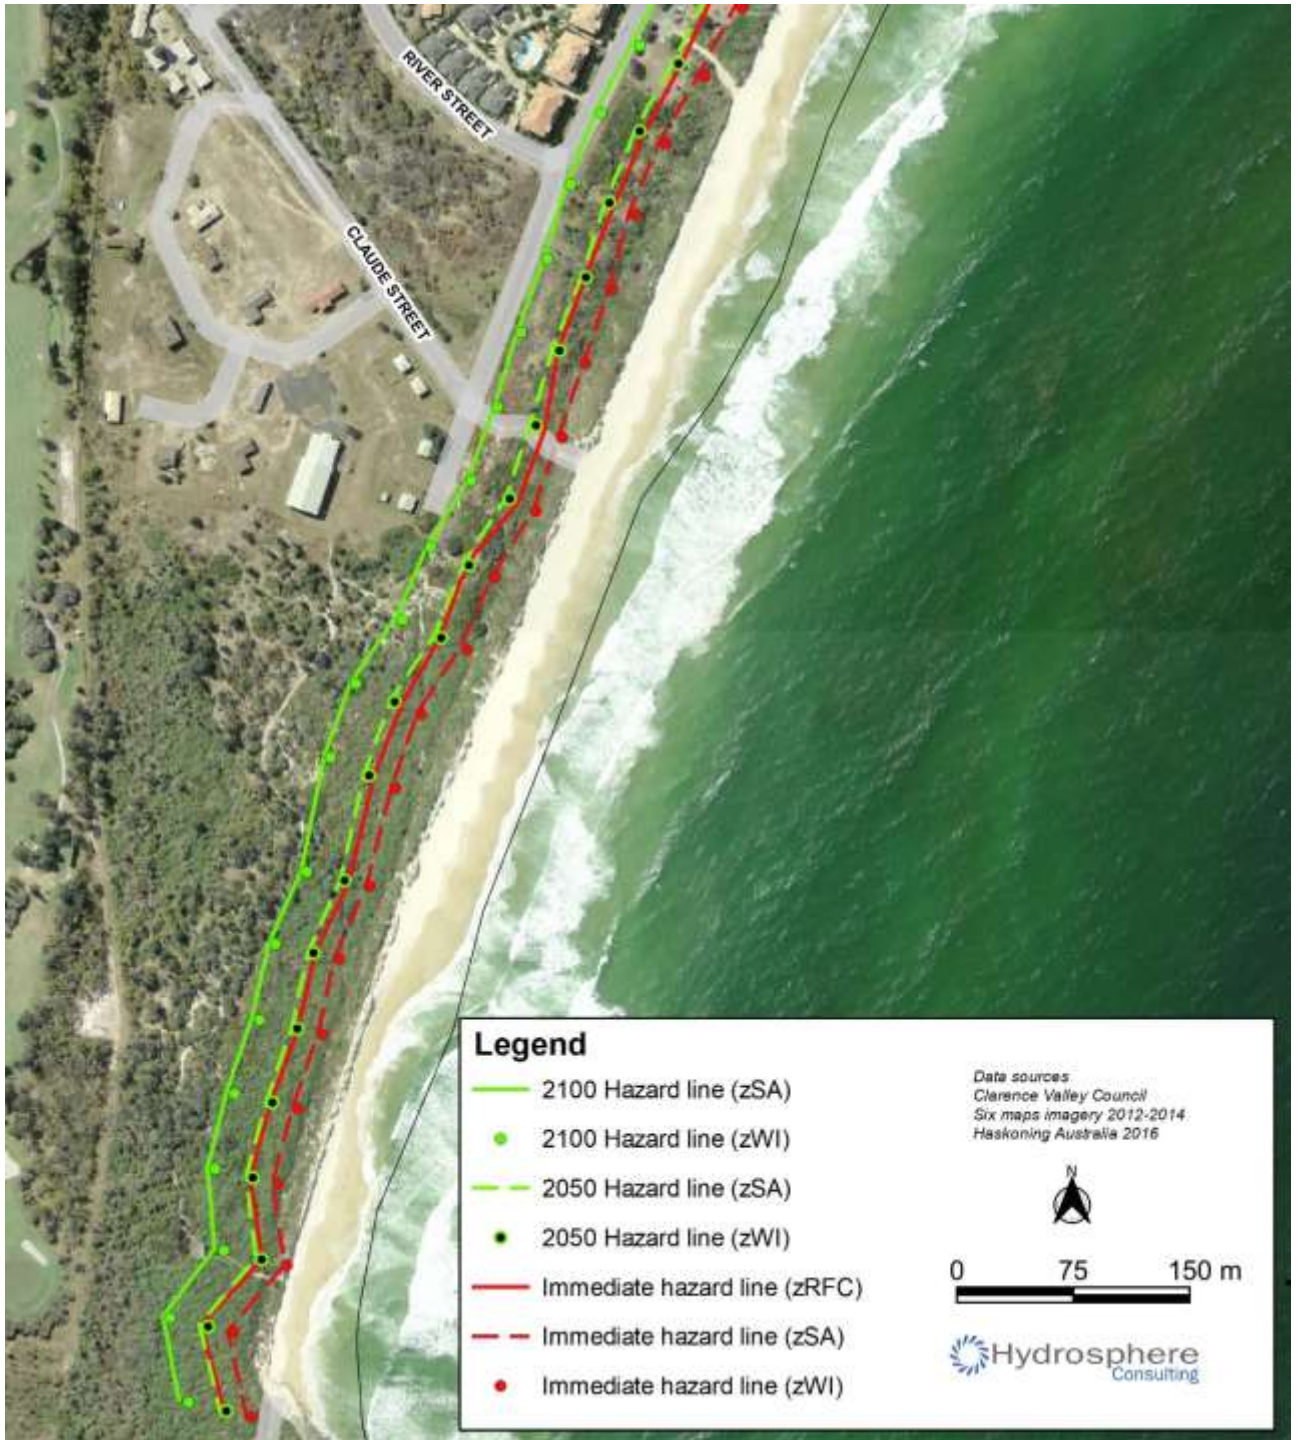 RIVER STREET
CLAUDE STREET
Legend
2100 Hazard line (zSA)
2100 Hazard line (zWI)
2050 Hazard line (zSA)
2050 Hazard line (zWI)
Immediate hazard line (zRFC)
Immediate hazard line (zSA)
Immediate hazard line (zWI)
Data sources
Clarence Valley Council
Six maps imagery 2012-2014
Haskoning Australia 2016
N
0 75 150 m
Hydrosphere
Consulting